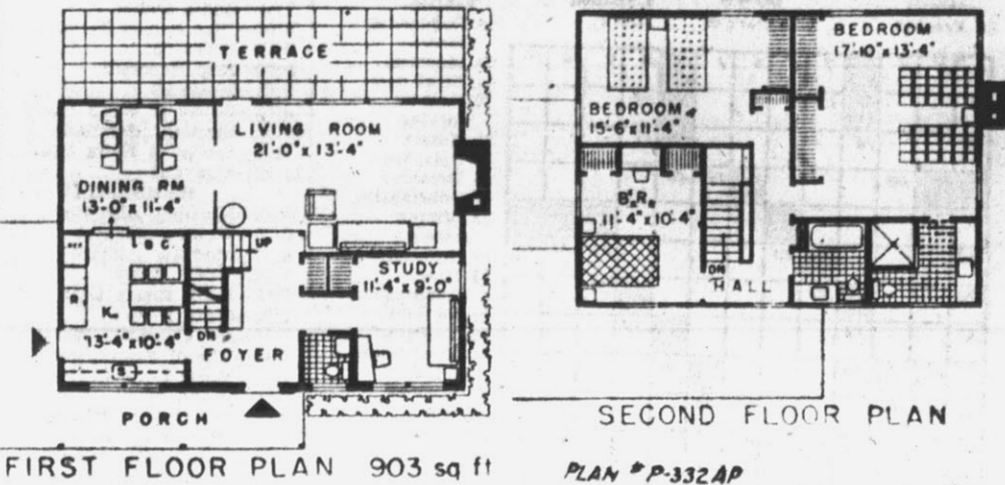 TERRACE
LIVING ROOM
21'-0" x 13'-4"
DINING RM
13'-0" x 11'-4"
REF
B C
UP
STUDY
11'-4" x 9'-0"
R
K
13'-4" x 10'-4"
DN
FOYER
S
PORCH
FIRST FLOOR PLAN 903 sq ft
BEDROOM
17'-10" x 13'-4"
BEDROOM
15'-6" x 11'-4"
B.R.
11'-4" x 10'-4"
DN
HALL
SECOND FLOOR PLAN
PLAN # P-332AP